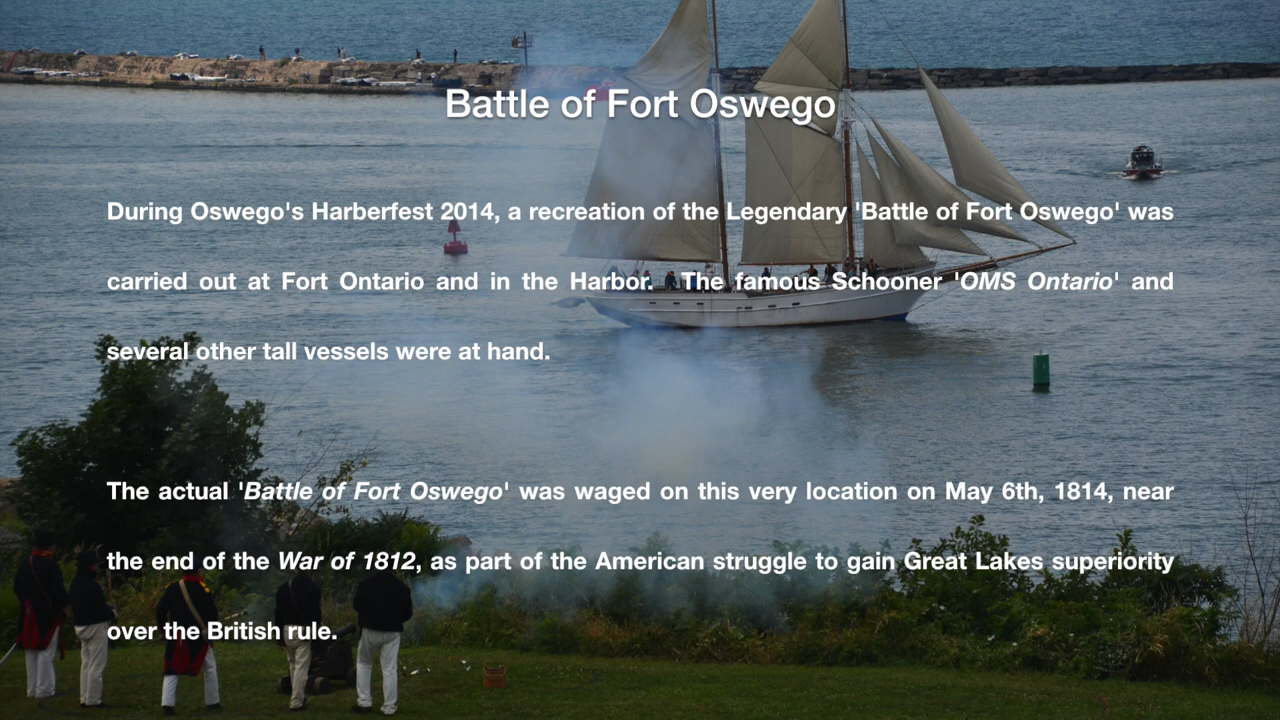 Battle of Fort Oswego
During Oswego's Harberfest 2014, a recreation of the Legendary 'Battle of Fort Oswego' was
carried out at Fort Ontario and in the Harbor. The famous Schooner 'OMS Ontario' and
several other tall vessels were at hand.
The actual 'Battle of Fort Oswego' was waged on this very location on May 6th, 1814, near
the end of the War of 1812, as part of the American struggle to gain Great Lakes superiority
over the British rule.